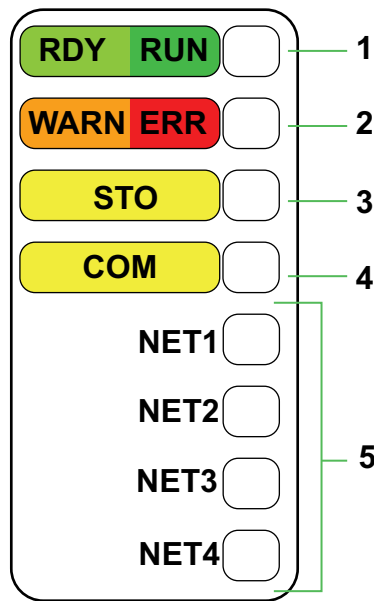 RDY RUN 1
WARN ERR 2
STO 3
COM 4
NET1
NET2
5
NET3
NET4